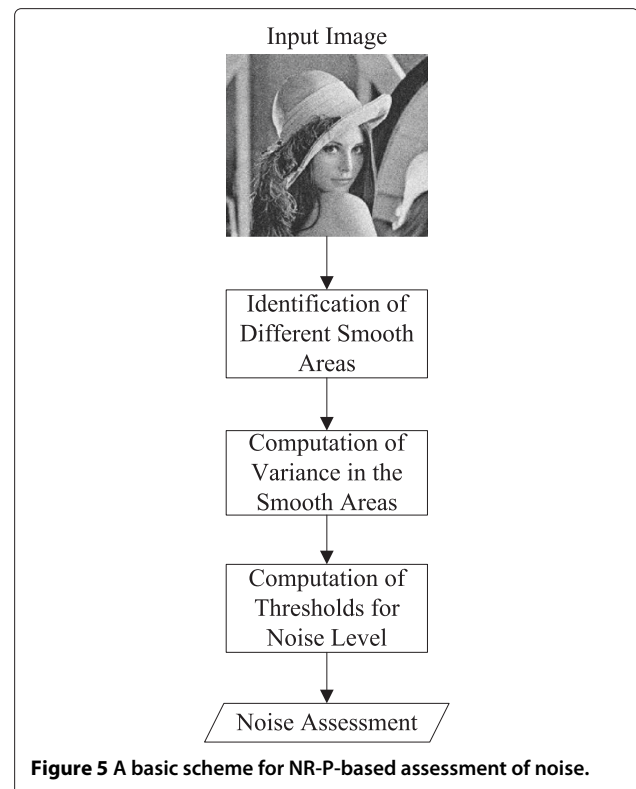 Input Image
Identification of
Different Smooth
Areas
Computation of
Variance in the
Smooth Areas
Computation of
Thresholds for
Noise Level
Noise Assessment
Figure 5 A basic scheme for NR-P-based assessment of noise.